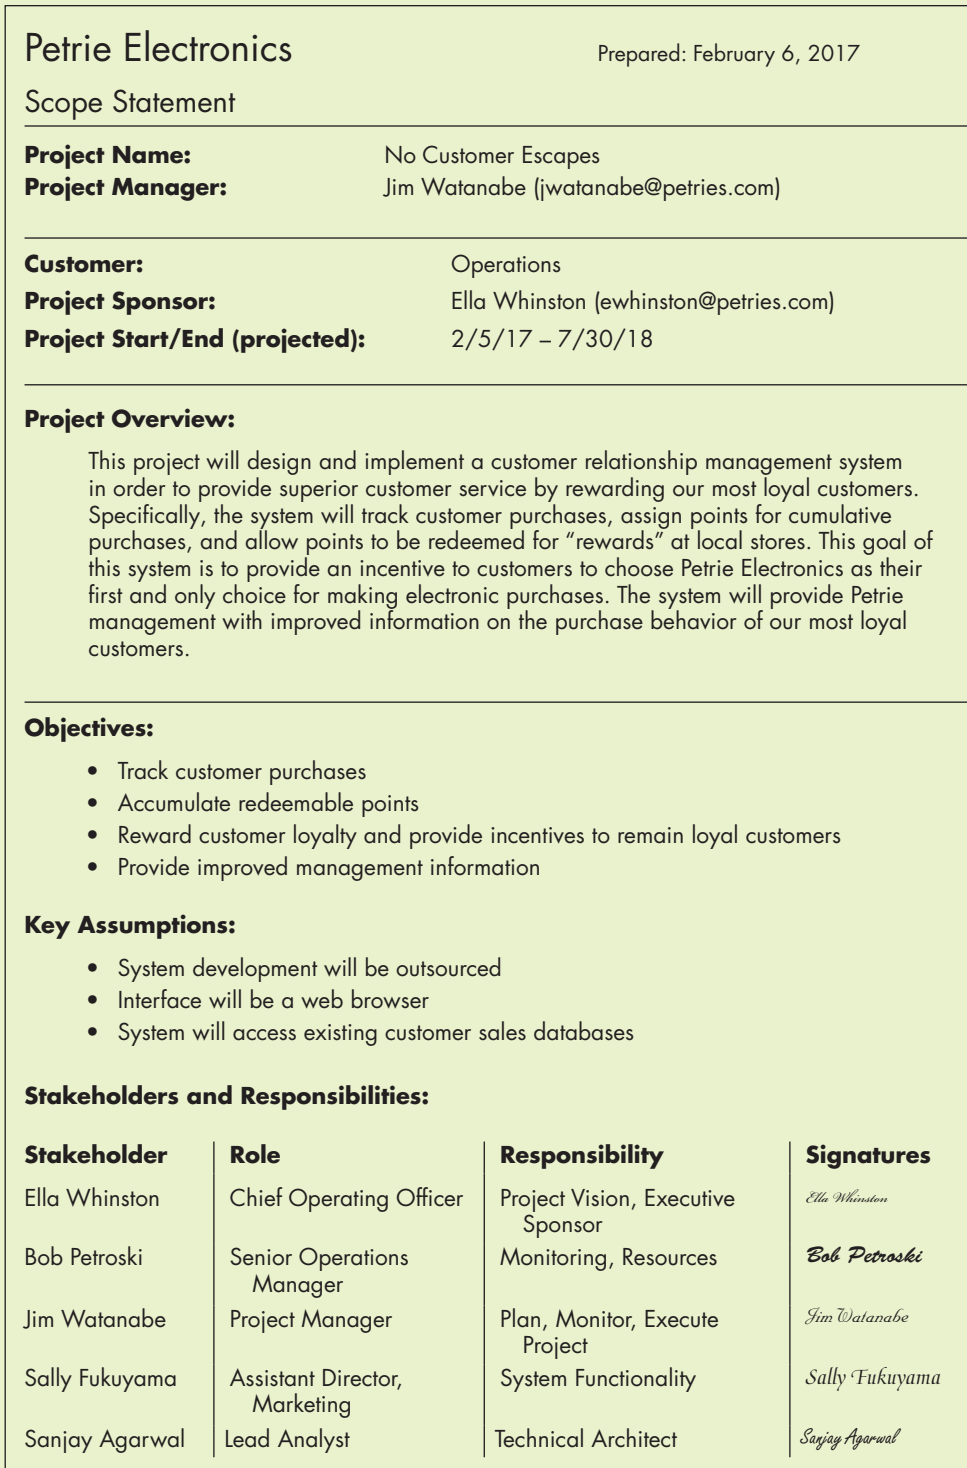 Petrie Electronics Prepared: February 6, 2017
Scope Statement
Project Name: No Customer Escapes
Project Manager: Jim Watanabe (jwatanabe@petries.com)
Customer: Operations
Project Sponsor: Ella Whinston (ewhinston@petries.com)
Project Start/End (projected): 2/5/17 – 7/30/18
Project Overview:
This project will design and implement a customer relationship management system
in order to provide superior customer service by rewarding our most loyal customers.
Specifically, the system will track customer purchases, assign points for cumulative
purchases, and allow points to be redeemed for “rewards” at local stores. This goal of
this system is to provide an incentive to customers to choose Petrie Electronics as their
first and only choice for making electronic purchases. The system will provide Petrie
management with improved information on the purchase behavior of our most loyal
customers.
Objectives:
• Track customer purchases
• Accumulate redeemable points
• Reward customer loyalty and provide incentives to remain loyal customers
• Provide improved management information
Key Assumptions:
• System development will be outsourced
• Interface will be a web browser
• System will access existing customer sales databases
Stakeholders and Responsibilities:
Stakeholder Role Responsibility Signatures
Ella Whinston Chief Operating Officer Project Vision, Executive Ella Whinston
Sponsor
Bob Petroski Senior Operations Monitoring, Resources Bob Petroski
Manager
Jim Watanabe Project Manager Plan, Monitor, Execute Jim Watanabe
Project
Sally Fukuyama Assistant Director, System Functionality Sally Fukuyama
Marketing
Sanjay Agarwal Lead Analyst Technical Architect Sanjay Agarwal